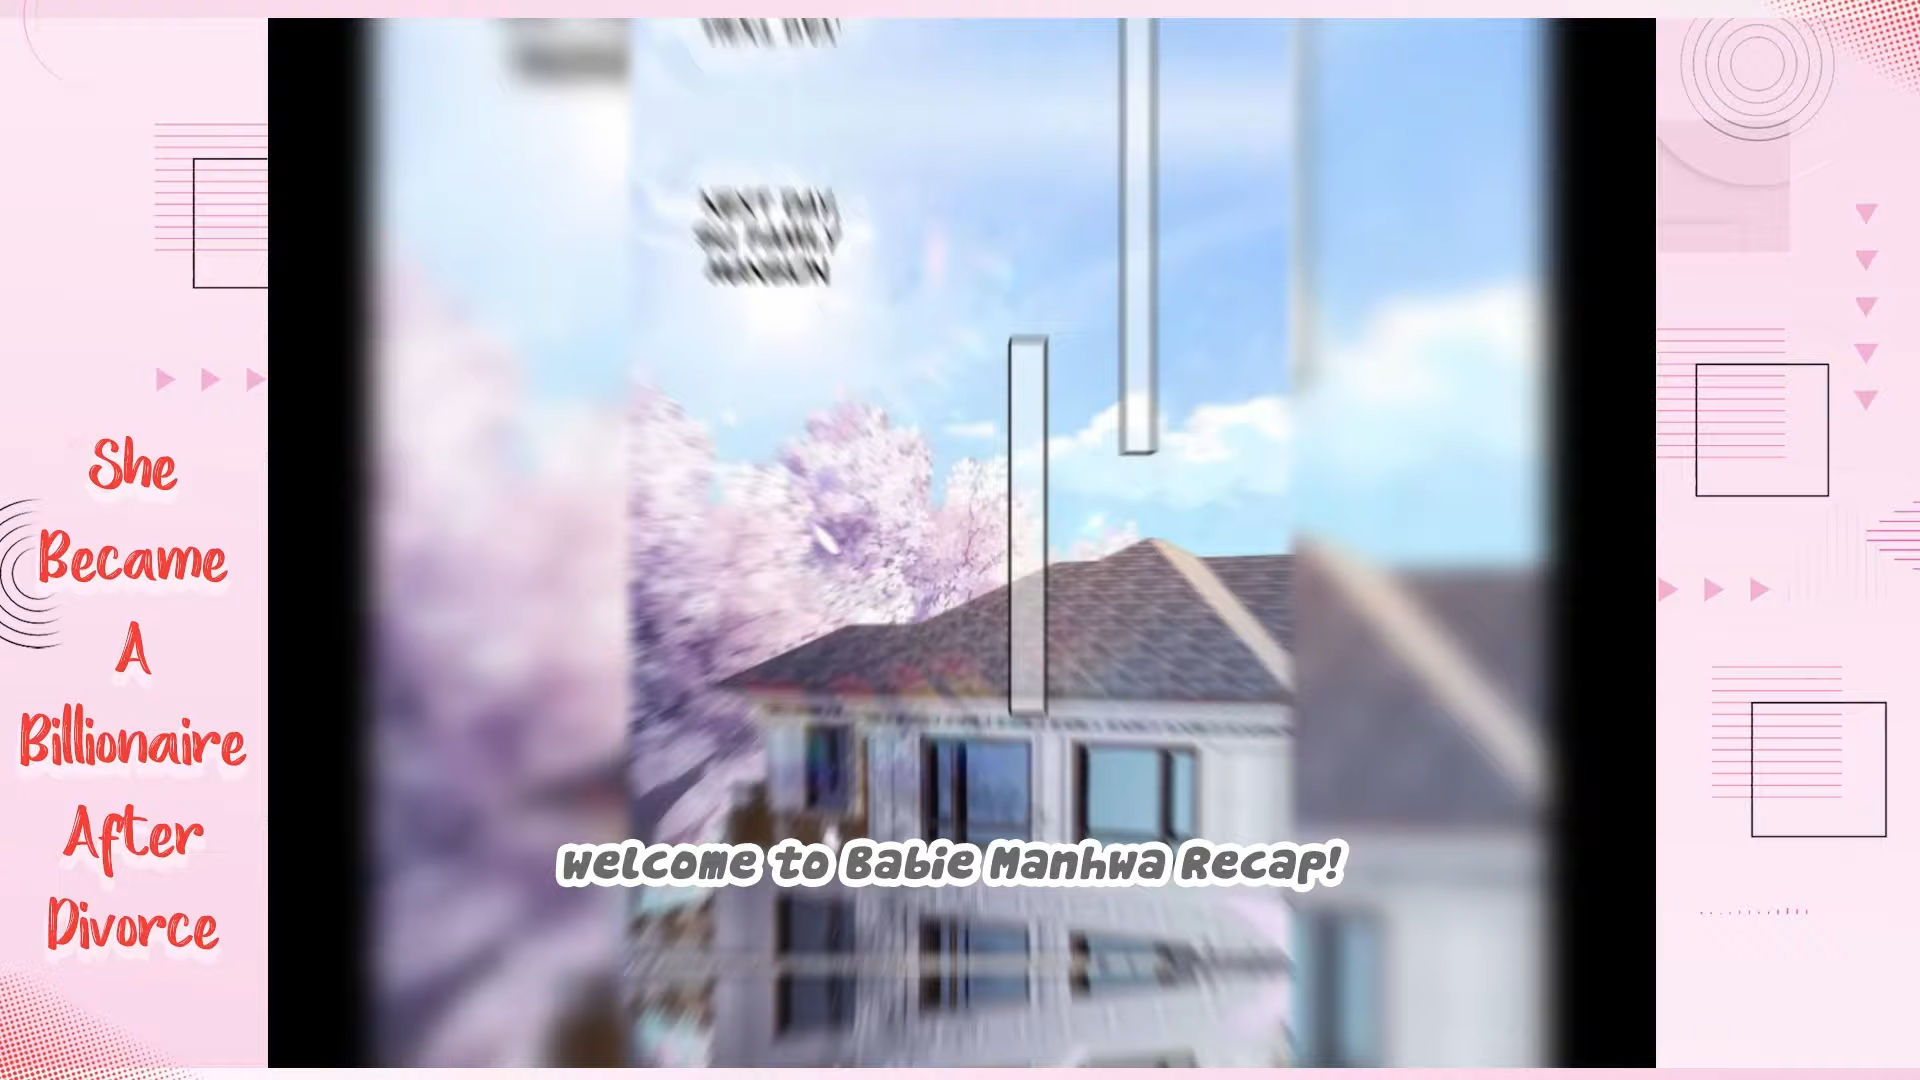 She
Became
A
Billionaire
After
Divorce
welcome to Babie Manhwa Recap!